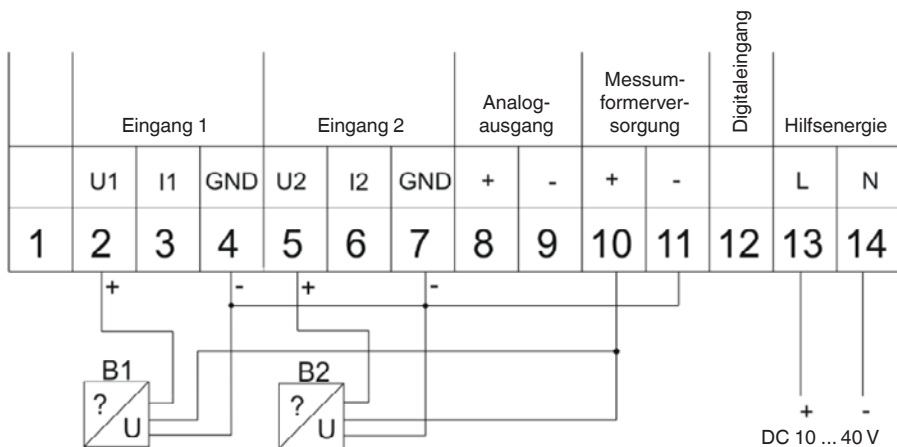 Digitaleingang
Eingang 1
Eingang 2
Analog-
ausgang
Messum-
formerver-
sorgung
Hilfsenergie
U1 I1 GND U2 I2 GND + - + - L N
1 2 3 4 5 6 7 8 9 10 11 12 13 14
+ - + -
B1 B2
? U ? U
+ -
DC 10 ... 40 V